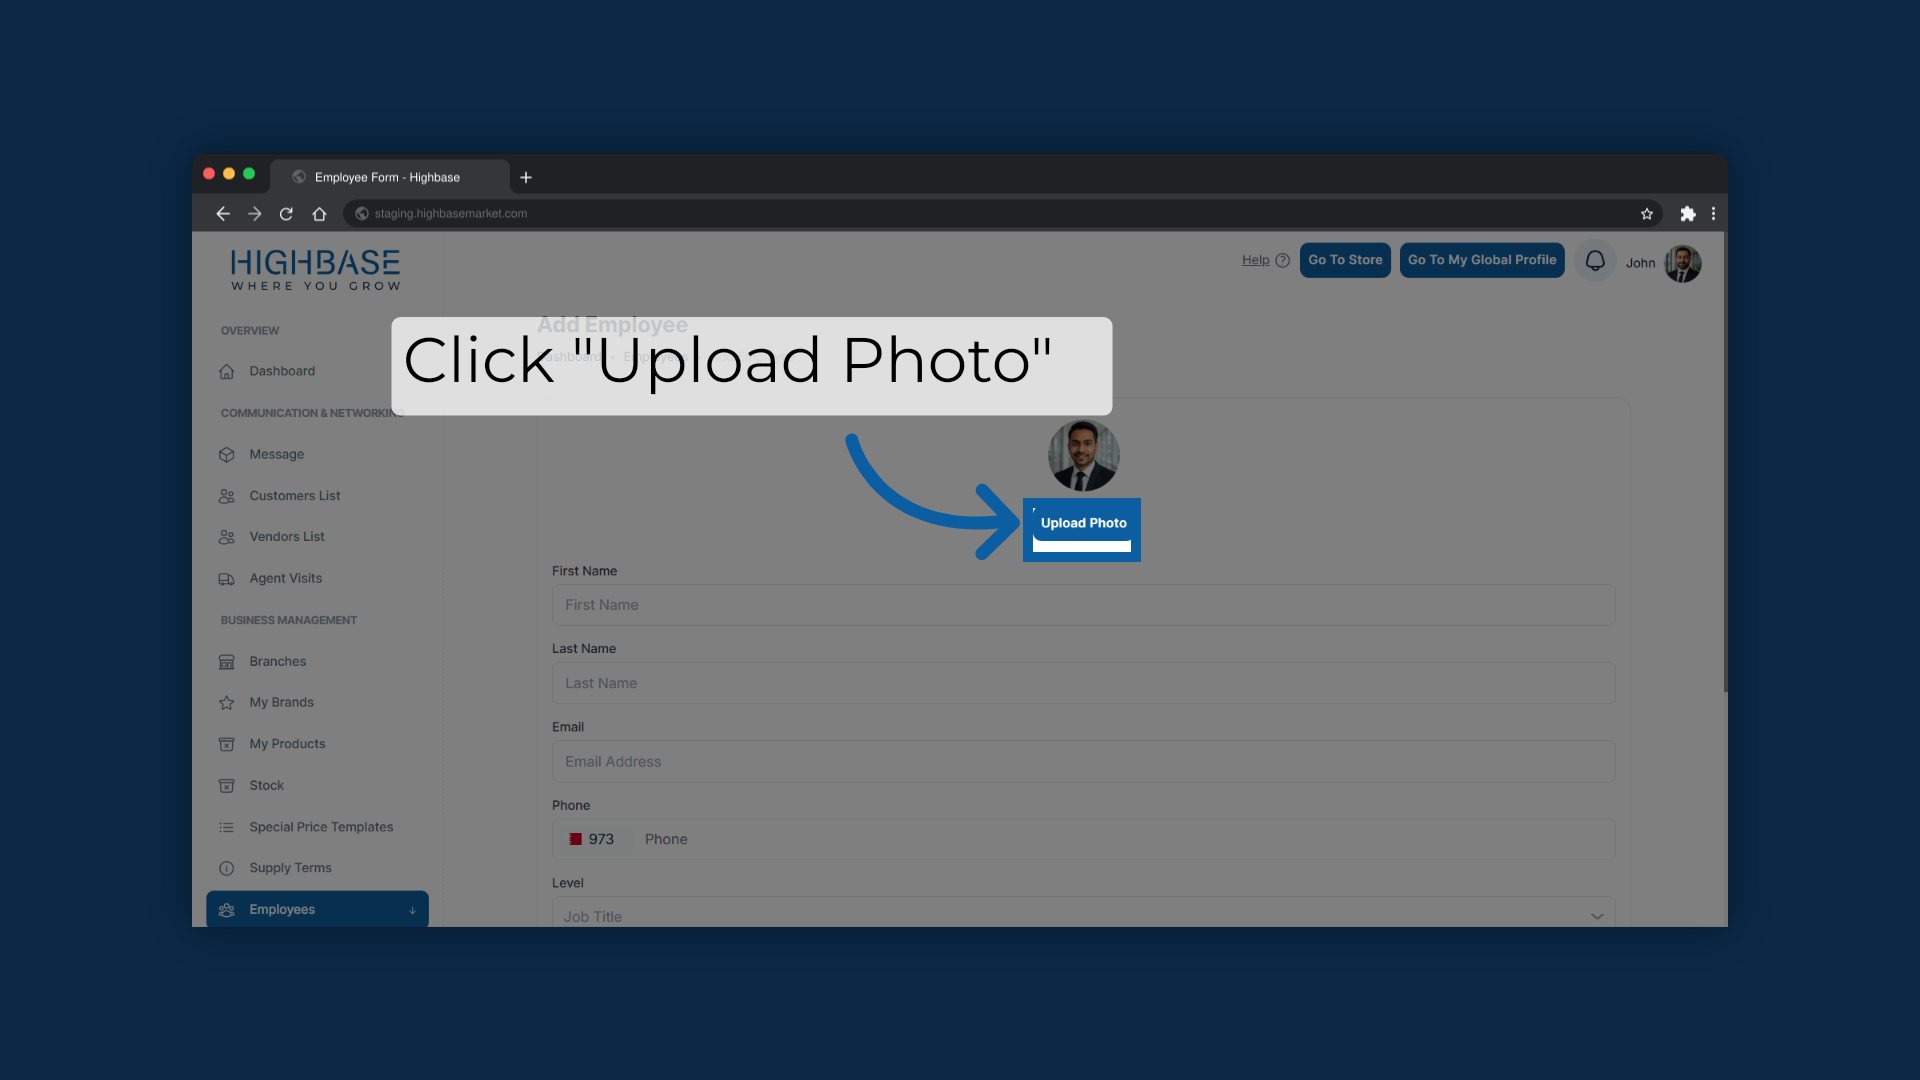 Employee Form - Highbase
staging.highbasemarket.com
HIGHBASE
WHERE YOU GROW
Help
Go To Store
Go To My Global Profile
John
OVERVIEW
Dashboard
COMMUNICATION & NETWORKING
Message
Customers List
Vendors List
Agent Visits
BUSINESS MANAGEMENT
Branches
My Brands
My Products
Stock
Special Price Templates
Supply Terms
Employees
Add Employee
Click "Upload Photo"
Upload Photo
First Name
First Name
Last Name
Last Name
Email
Email Address
Phone
973 Phone
Level
Job Title